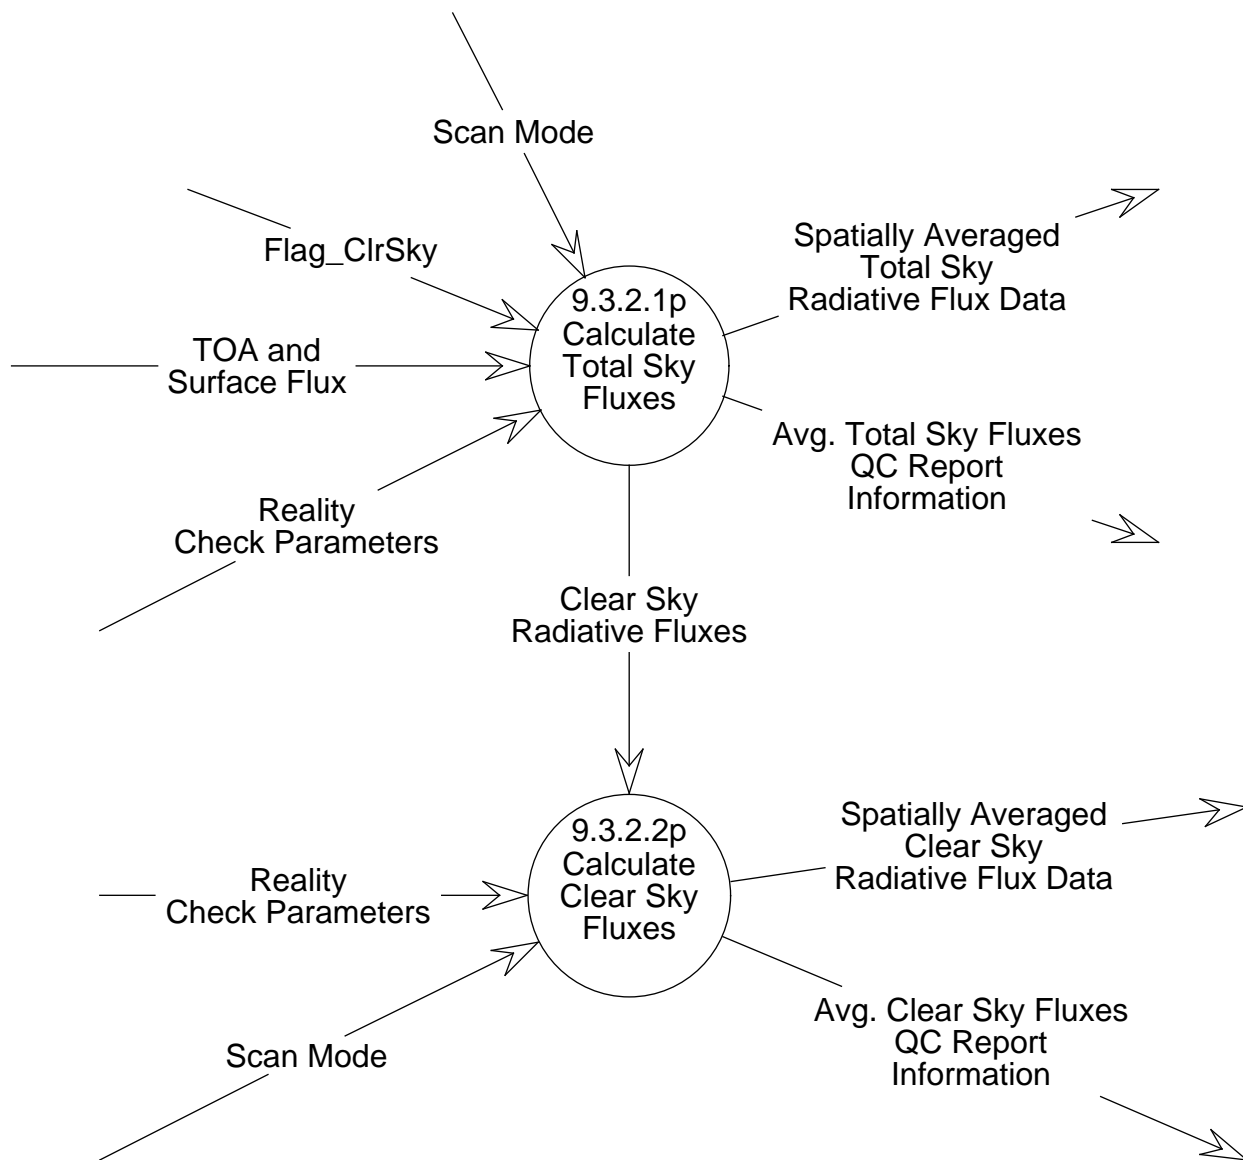 Scan Mode
Flag_ClrSky
TOA and
Surface Flux
Reality
Check Parameters
9.3.2.1p
Calculate
Total Sky
Fluxes
Spatially Averaged
Total Sky
Radiative Flux Data
Avg. Total Sky Fluxes
QC Report
Information
Clear Sky
Radiative Fluxes
Reality
Check Parameters
Scan Mode
9.3.2.2p
Calculate
Clear Sky
Fluxes
Spatially Averaged
Clear Sky
Radiative Flux Data
Avg. Clear Sky Fluxes
QC Report
Information